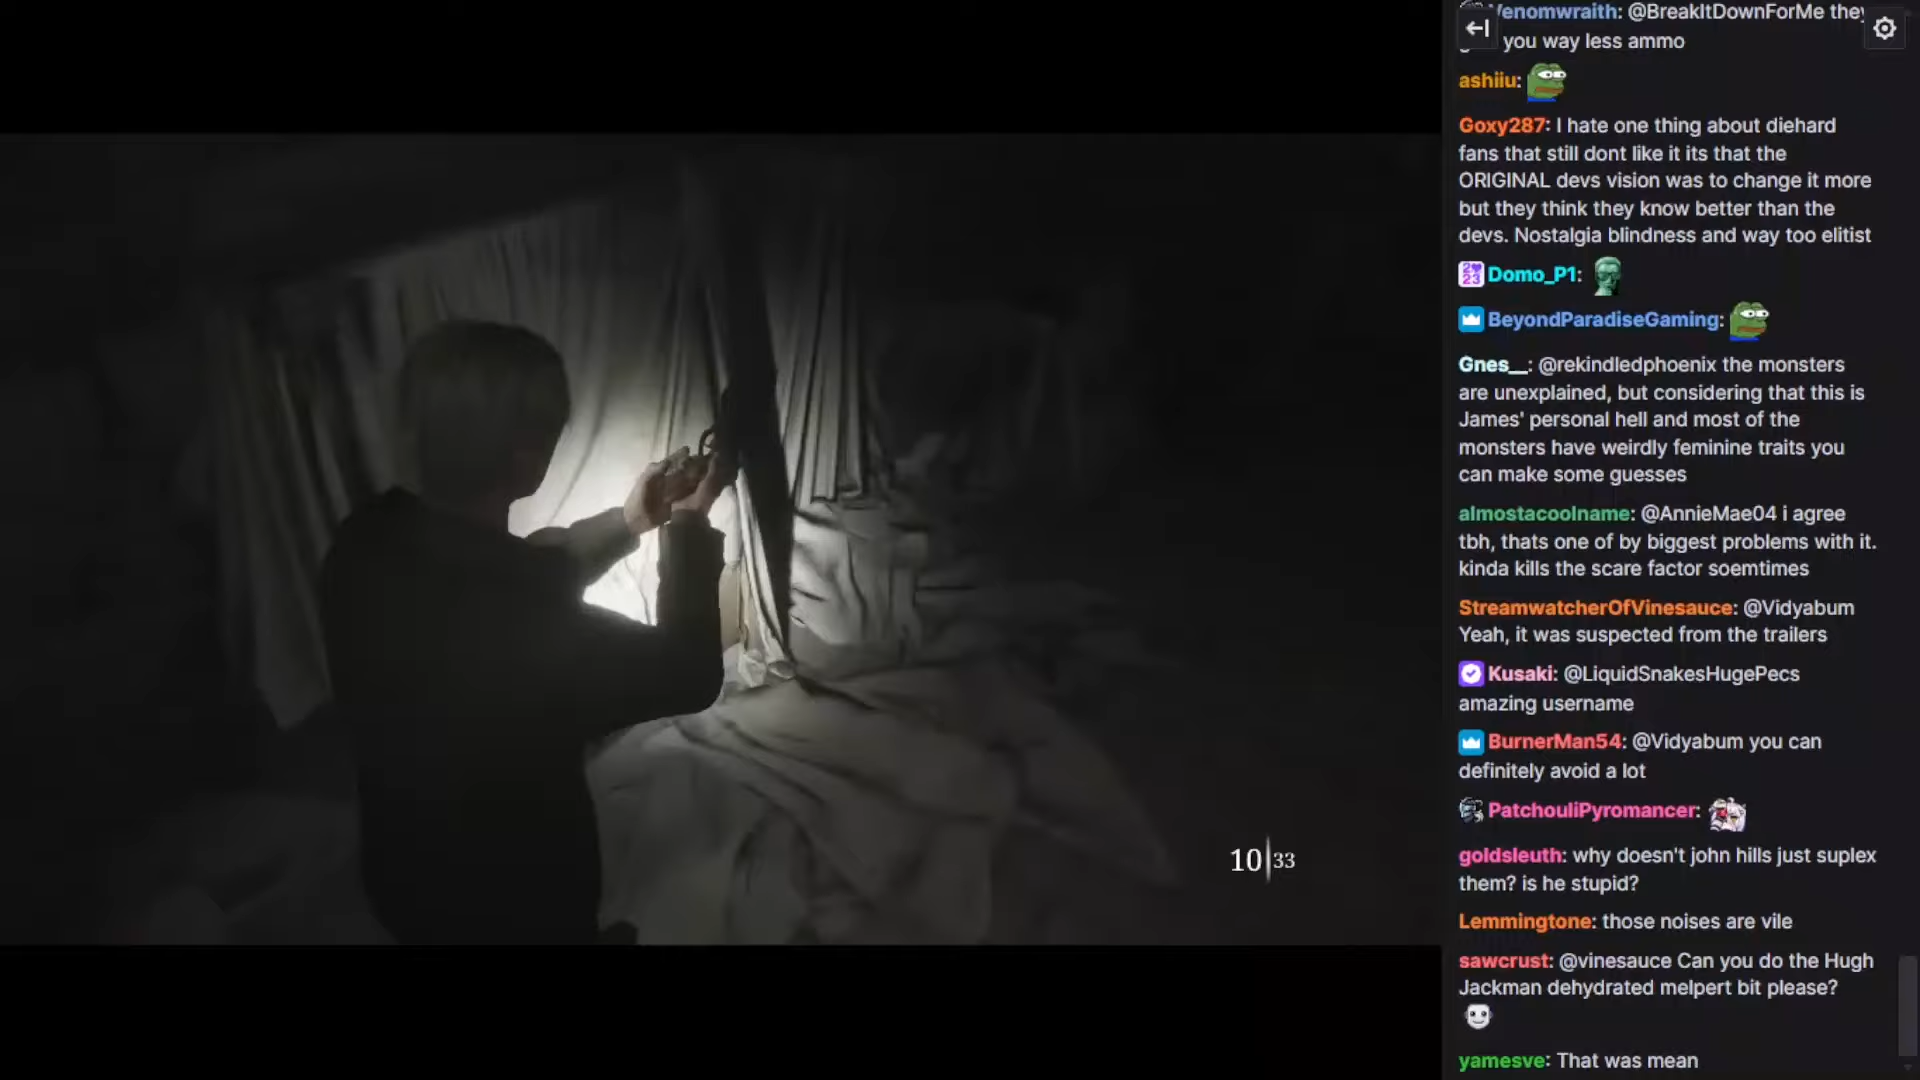 Venomwraith: @BreakItDownForMe they
you way less ammo
ashiiu:
Goxy287: I hate one thing about diehard
fans that still dont like it its that the
ORIGINAL devs vision was to change it more
but they think they know better than the
devs. Nostalgia blindness and way too elitist
Domo_P1:
BeyondParadiseGaming:
Gnes__: @rekindledphoenix the monsters
are unexplained, but considering that this is
James' personal hell and most of the
monsters have weirdly feminine traits you
can make some guesses
almostacoolname: @AnnieMae04 i agree
tbh, thats one of by biggest problems with it.
kinda kills the scare factor soemtimes
StreamwatcherOfVinesauce: @Vidyabum
Yeah, it was suspected from the trailers
Kusaki: @LiquidSnakesHugePecs
amazing username
BurnerMan54: @Vidyabum you can
definitely avoid a lot
PatchouliPyromancer:
goldsleuth: why doesn't john hills just suplex
them? is he stupid?
Lemmingtone: those noises are vile
sawcrust: @vinesauce Can you do the Hugh
Jackman dehydrated melpert bit please?
yamesve: That was mean
10|33